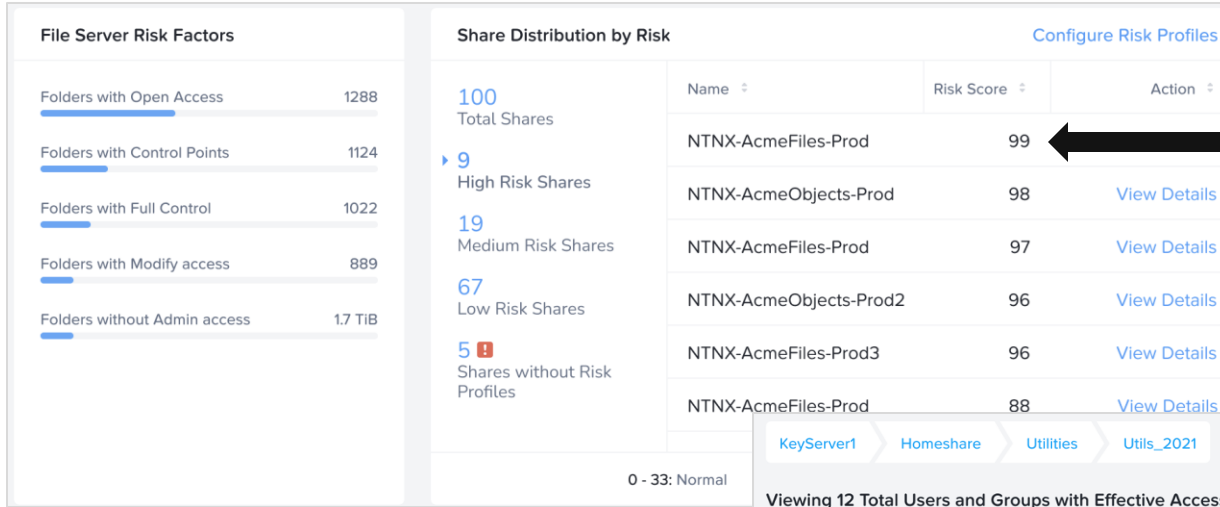 File Server Risk Factors
Folders with Open Access 1288
Folders with Control Points 1124
Folders with Full Control 1022
Folders with Modify access 889
Folders without Admin access 1.7 TiB
Share Distribution by Risk
Configure Risk Profiles
100
Total Shares
9
High Risk Shares
19
Medium Risk Shares
67
Low Risk Shares
5 !
Shares without Risk
Profiles
Name Risk Score Action
NTNX-AcmeFiles-Prod 99
NTNX-AcmeObjects-Prod 98 View Details
NTNX-AcmeFiles-Prod 97 View Details
NTNX-AcmeObjects-Prod2 96 View Details
NTNX-AcmeFiles-Prod3 96 View Details
NTNX-AcmeFiles-Prod 88 View Details
0 - 33: Normal
KeyServer1 Homeshare Utilities Utils_2021
Viewing 12 Total Users and Groups with Effective Acces